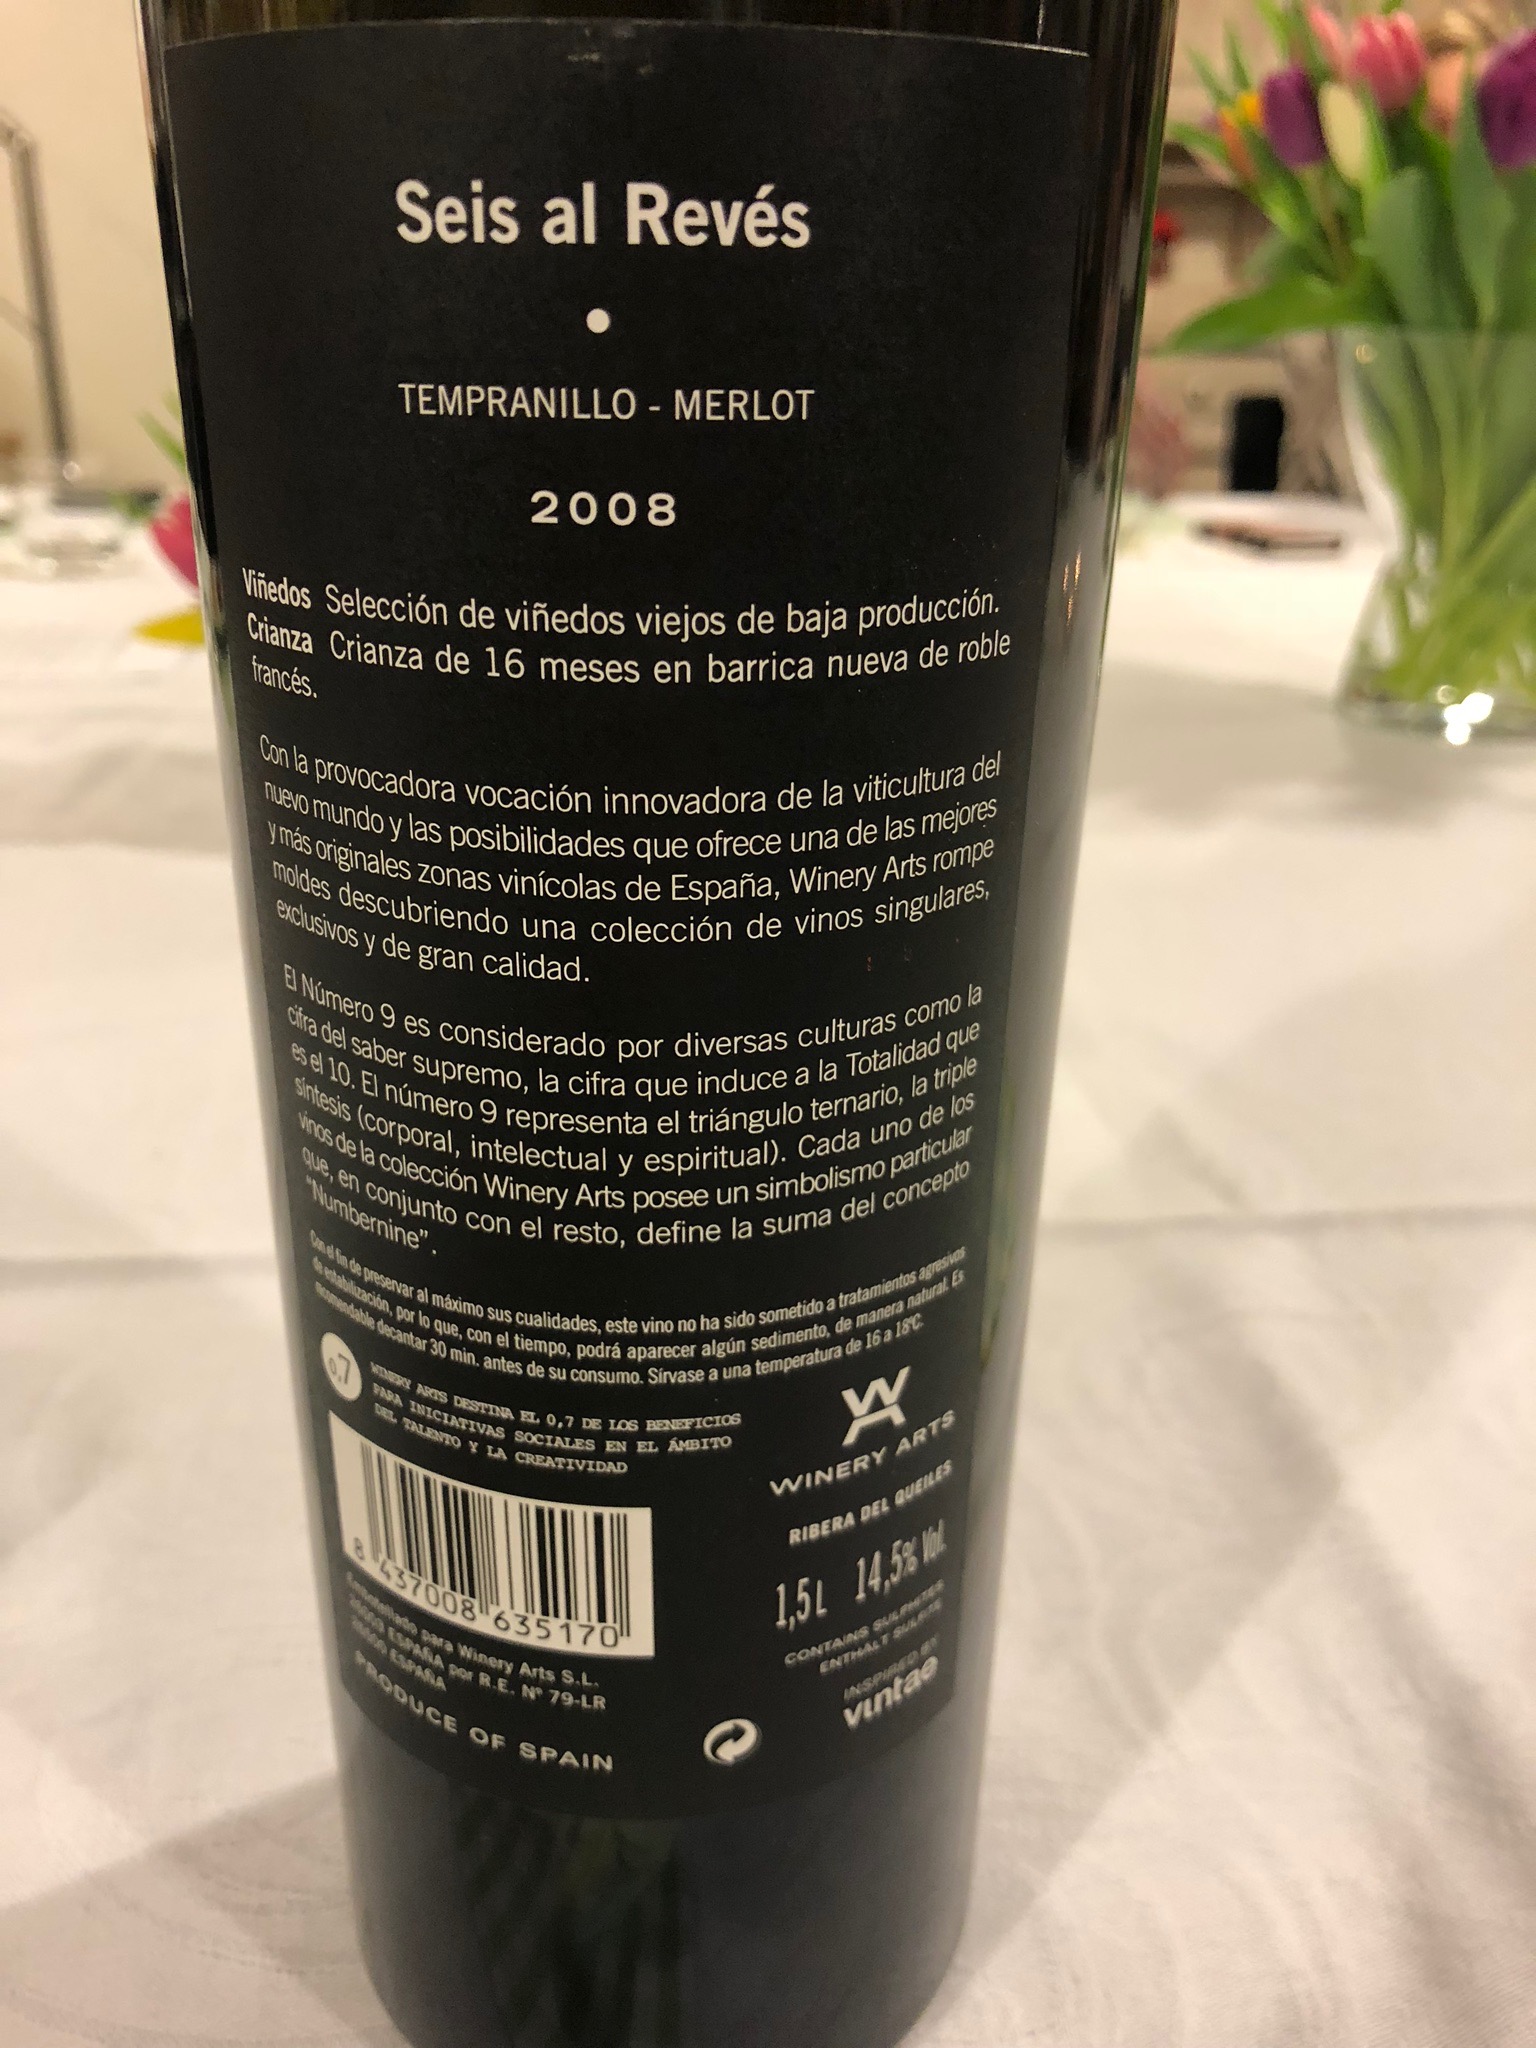 Seis al Revés
TEMPRANILLO - MERLOT
2008
Viñedos Selección de viñedos viejos de baja producción.
Crianza Crianza de 16 meses en barrica nueva de roble
francés.
Con la provocadora vocación innovadora de la viticultura del
nuevo mundo y las posibilidades que ofrece una de las mejores
y más originales zonas vinícolas de España, Winery Arts rompe
moldes descubriendo una colección de vinos singulares,
exclusivos y de gran calidad.
El Número 9 es considerado por diversas culturas como la
cifra del saber supremo, la cifra que induce a la Totalidad que
es el 10. El número 9 representa el triángulo ternario, la triple
síntesis (corporal, intelectual y espiritual). Cada uno de los
vinos de la colección Winery Arts posee un simbolismo particular
que, en conjunto con el resto, define la suma del concepto
"Numbernine".
Con el fin de preservar al máximo sus cualidades, este vino no ha sido sometido a tratamientos agresivos
de estabilización, por lo que, con el tiempo, podrá aparecer algún sedimento, de manera natural. Es
recomendable decantar 30 min. antes de su consumo. Sírvase a una temperatura de 16 a 18ºC.
0,7
WINERY ARTS DESTINA EL 0,7 DE LOS BENEFICIOS
PARA INICIATIVAS SOCIALES EN EL ÁMBITO
DEL TALENTO Y LA CREATIVIDAD
8 437008 635170
Embotellado para Winery Arts S.L.
ESPAÑA por R.E. Nº 79-LR
ESPAÑA
PRODUCE OF SPAIN
WA
WINERY ARTS
RIBERA DEL QUEILES
1,5L 14,5% Vol.
CONTAINS SULPHITES
ENTHÄLT SULFITE
INSPIRED BY
vintae